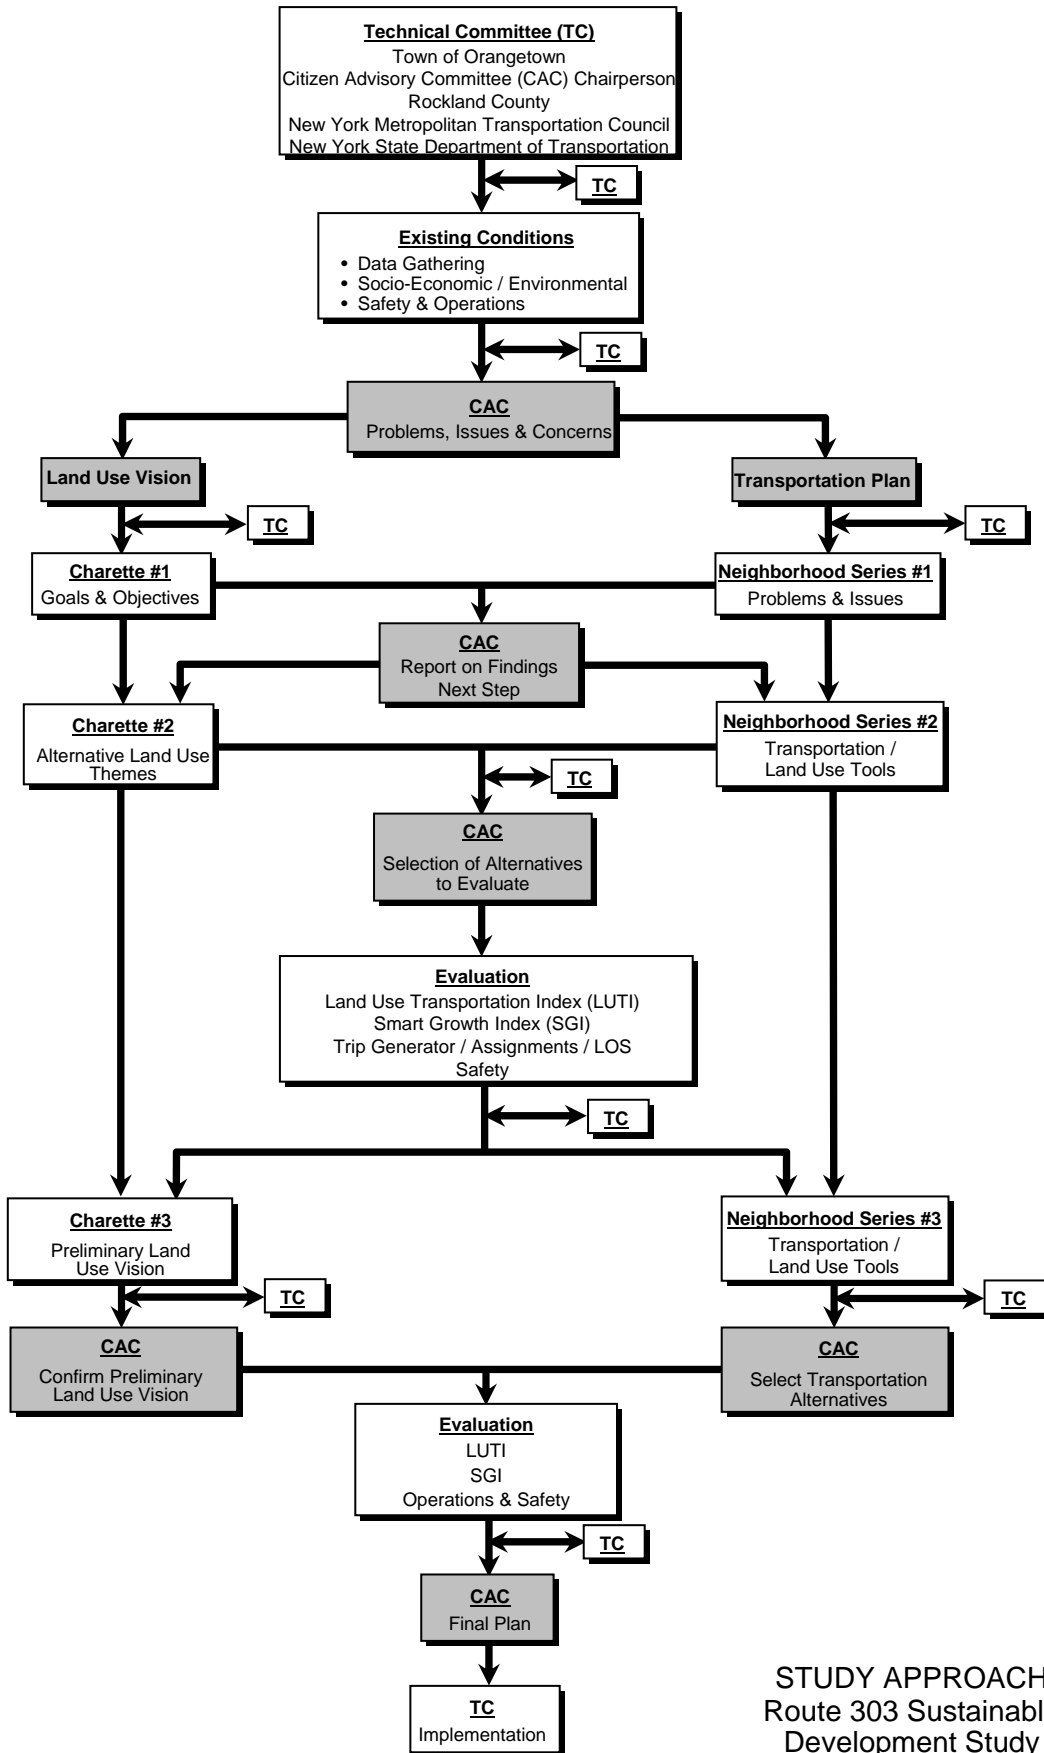 Technical Committee (TC)
Town of Orangetown
Citizen Advisory Committee (CAC) Chairperson
Rockland County
New York Metropolitan Transportation Council
New York State Department of Transportation
TC
Existing Conditions
• Data Gathering
• Socio-Economic / Environmental
• Safety & Operations
TC
CAC
Problems, Issues & Concerns
Land Use Vision
Transportation Plan
TC
TC
Charette #1
Goals & Objectives
Neighborhood Series #1
Problems & Issues
CAC
Report on Findings
Next Step
Charette #2
Alternative Land Use
Themes
Neighborhood Series #2
Transportation /
Land Use Tools
TC
CAC
Selection of Alternatives
to Evaluate
Evaluation
Land Use Transportation Index (LUTI)
Smart Growth Index (SGI)
Trip Generator / Assignments / LOS
Safety
TC
Charette #3
Preliminary Land
Use Vision
Neighborhood Series #3
Transportation /
Land Use Tools
TC
TC
CAC
Confirm Preliminary
Land Use Vision
CAC
Select Transportation
Alternatives
Evaluation
LUTI
SGI
Operations & Safety
TC
CAC
Final Plan
TC
Implementation
STUDY APPROACH
Route 303 Sustainabl
Development Study